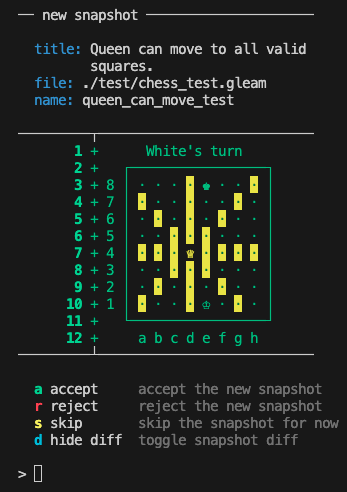 ── new snapshot ─────────────────────
title: Queen can move to all valid
squares.
file: ./test/chess_test.gleam
name: queen_can_move_test
1 + White's turn
2 + ┌─────────────────┐
3 + 8 │ · · · · ♚ · · · │
4 + 7 │ · · · · · · · · │
5 + 6 │ · · · · · · · · │
6 + 5 │ · · · · · · · · │
7 + 4 │ · · · ♛ · · · · │
8 + 3 │ · · · · · · · · │
9 + 2 │ · · · · · · · · │
10 + 1 │ · · · · ♔ · · · │
11 + └─────────────────┘
12 + a b c d e f g h
a accept accept the new snapshot
r reject reject the new snapshot
s skip skip the snapshot for now
d hide diff toggle snapshot diff
>